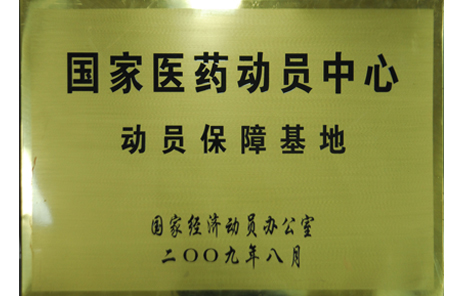 国家医药动员中心
动员保障基地
国家经济动员办公室
二〇〇九年八月